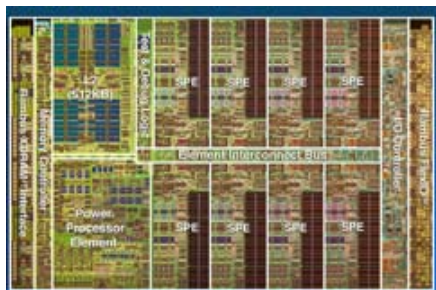 Rambus XDRAM Interface
Memory Controller
L2
(512KB)
Test & Debug Logic
SPE
SPE
SPE
SPE
Element Interconnect Bus
Power
Processor
Element
SPE
SPE
SPE
SPE
I/O Controller
Rambus FlexIO